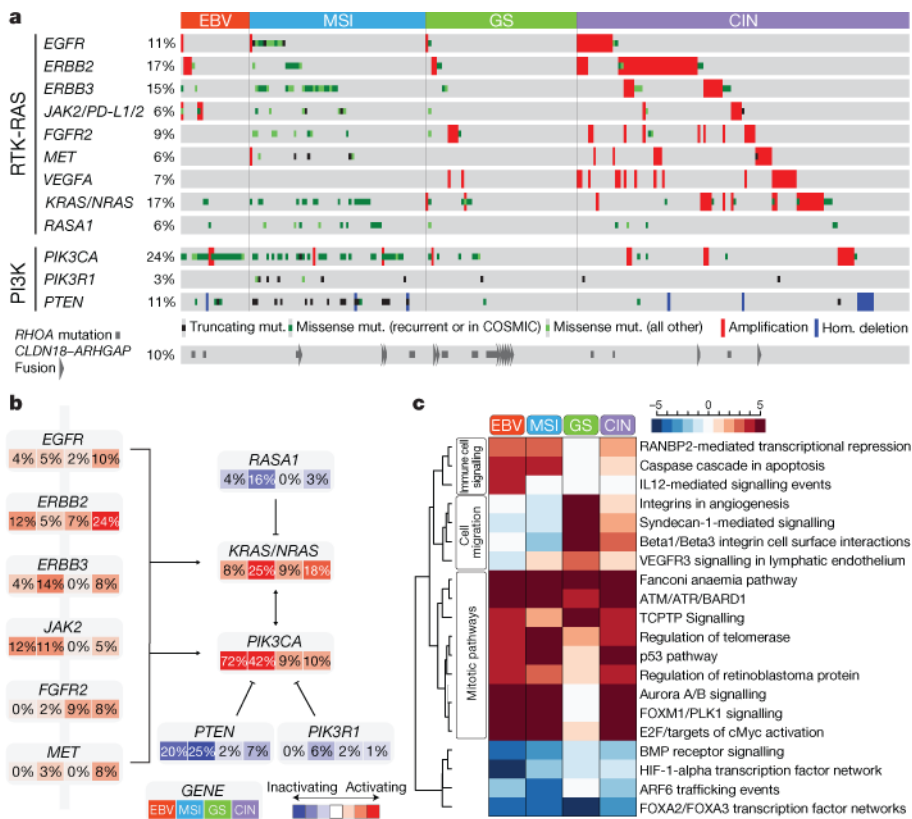 a
EBV MSI GS CIN
RTK-RAS
EGFR 11%
ERBB2 17%
ERBB3 15%
JAK2/PD-L1/2 6%
FGFR2 9%
MET 6%
VEGFA 7%
KRAS/NRAS 17%
RASA1 6%
PI3K
PIK3CA 24%
PIK3R1 3%
PTEN 11%
Truncating mut. Missense mut. (recurrent or in COSMIC) Missense mut. (all other) Amplification Hom. deletion
RHOA mutation
CLDN18–ARHGAP
Fusion
10%
b
EGFR
4% 5% 2% 10%
ERBB2
12% 5% 7% 24%
ERBB3
4% 14% 0% 8%
JAK2
12% 11% 0% 5%
FGFR2
0% 2% 9% 8%
MET
0% 3% 0% 8%
RASA1
4% 16% 0% 3%
KRAS/NRAS
8% 25% 9% 18%
PIK3CA
72% 42% 9% 10%
PTEN
20% 25% 2% 7%
PIK3R1
0% 6% 2% 1%
GENE
EBV MSI GS CIN
Inactivating Activating
c
–5 0 5
EBV MSI GS CIN
Immune cell
signalling
RANBP2-mediated transcriptional repression
Caspase cascade in apoptosis
IL12-mediated signalling events
Cell
migration
Integrins in angiogenesis
Syndecan-1-mediated signalling
Beta1/Beta3 integrin cell surface interactions
VEGFR3 signalling in lymphatic endothelium
Mitotic pathways
Fanconi anaemia pathway
ATM/ATR/BARD1
TCPTP Signalling
Regulation of telomerase
p53 pathway
Regulation of retinoblastoma protein
Aurora A/B signalling
FOXM1/PLK1 signalling
E2F/targets of cMyc activation
BMP receptor signalling
HIF-1-alpha transcription factor network
ARF6 trafficking events
FOXA2/FOXA3 transcription factor networks